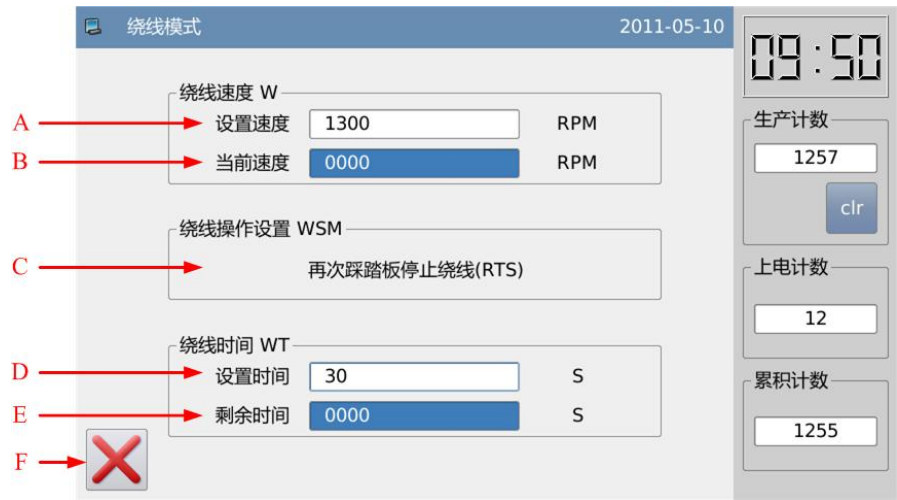 绕线模式 2011-05-10
09:50
绕线速度 W
A 设置速度 1300 RPM
B 当前速度 0000 RPM
绕线操作设置 WSM
C 再次踩踏板停止绕线(RTS)
绕线时间 WT
D 设置时间 30 S
E 剩余时间 0000 S
F
生产计数
1257
clr
上电计数
12
累积计数
1255